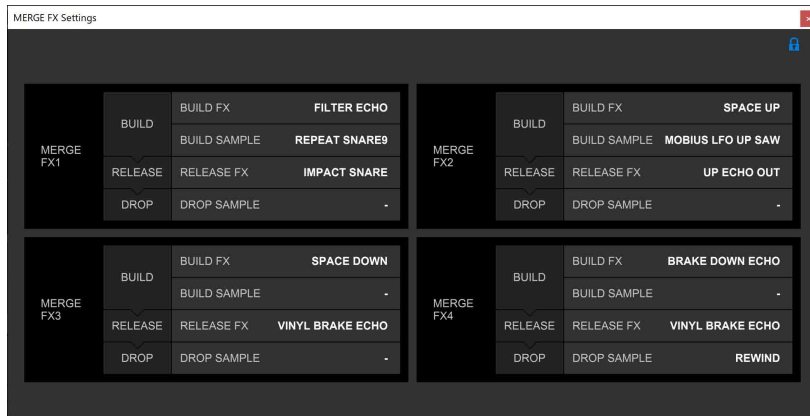 MERGE FX Settings
MERGE FX1
BUILD
BUILD FX FILTER ECHO
BUILD SAMPLE REPEAT SNARE9
RELEASE RELEASE FX IMPACT SNARE
DROP DROP SAMPLE -
MERGE FX2
BUILD
BUILD FX SPACE UP
BUILD SAMPLE MOBIUS LFO UP SAW
RELEASE RELEASE FX UP ECHO OUT
DROP DROP SAMPLE -
MERGE FX3
BUILD
BUILD FX SPACE DOWN
BUILD SAMPLE -
RELEASE RELEASE FX VINYL BRAKE ECHO
DROP DROP SAMPLE -
MERGE FX4
BUILD
BUILD FX BRAKE DOWN ECHO
BUILD SAMPLE -
RELEASE RELEASE FX VINYL BRAKE ECHO
DROP DROP SAMPLE REWIND